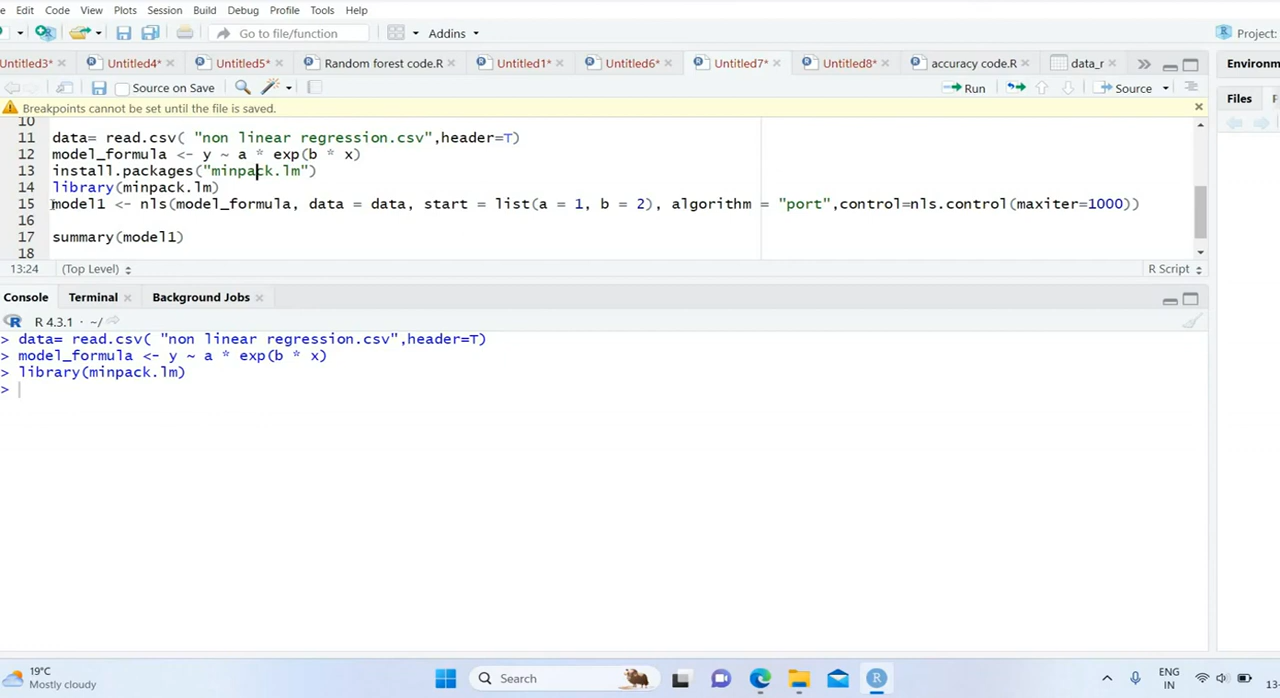 Edit Code View Plots Session Build Debug Profile Tools Help
Go to file/function Addins Project:
Untitled3* Untitled4* Untitled5* Random forest code.R Untitled1* Untitled6* Untitled7* Untitled8* accuracy code.R data_r Environm
Source on Save Run Source Files
Breakpoints cannot be set until the file is saved.
10
11 data= read.csv( "non linear regression.csv",header=T)
12 model_formula <- y ~ a * exp(b * x)
13 install.packages("minpack.lm")
14 library(minpack.lm)
15 model1 <- nls(model_formula, data = data, start = list(a = 1, b = 2), algorithm = "port",control=nls.control(maxiter=1000))
16
17 summary(model1)
18
13:24 (Top Level) R Script
Console Terminal Background Jobs
R 4.3.1 · ~/
> data= read.csv( "non linear regression.csv",header=T)
> model_formula <- y ~ a * exp(b * x)
> library(minpack.lm)
>
19°C
Mostly cloudy
Search
ENG
IN
13